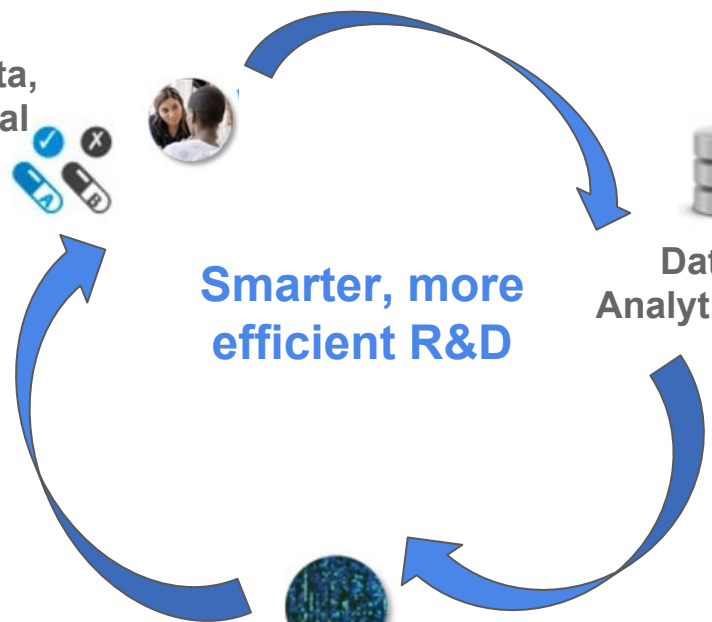 ta,
al
A
B
Smarter, more
efficient R&D
Dat
Analyt